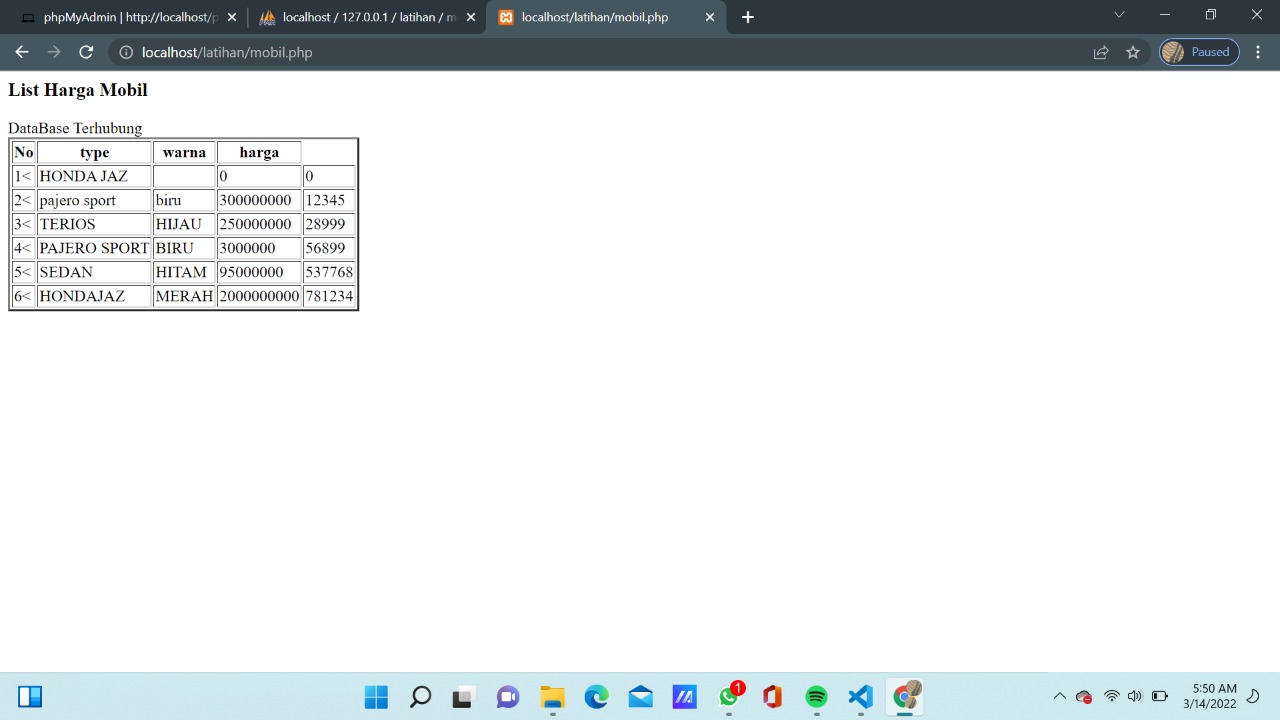 phpMyAdmin | http://localhost/p
localhost / 127.0.0.1 / latihan / m
localhost/latihan/mobil.php
localhost/latihan/mobil.php
Paused
List Harga Mobil
DataBase Terhubung
No type warna harga
1< HONDA JAZ 0 0
2< pajero sport biru 300000000 12345
3< TERIOS HIJAU 250000000 28999
4< PAJERO SPORT BIRU 3000000 56899
5< SEDAN HITAM 95000000 537768
6< HONDAJAZ MERAH 2000000000 781234
1
5:50 AM
3/14/2022